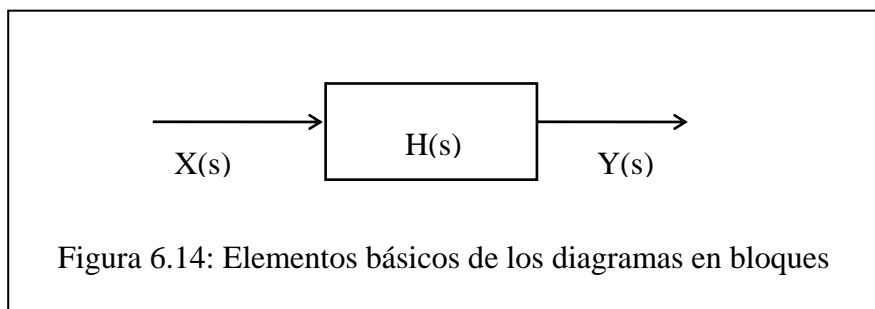 H(s)
X(s)
Y(s)
Figura 6.14: Elementos básicos de los diagramas en bloques